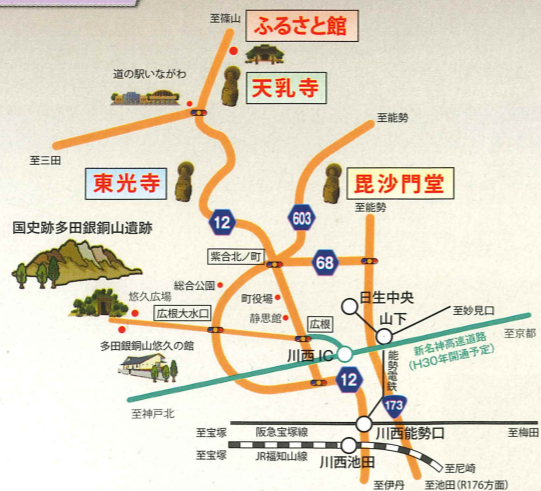 至篠山
ふるさと館
道の駅いながわ
天乳寺
至能勢
至三田
東光寺
毘沙門堂
至能勢
12
603
国史跡多田銀銅山遺跡
紫合北ノ町
68
総合公園
町役場
日生中央
悠久広場
広根大水口
静思館
広根
山下
至妙見口
至京都
多田銀銅山悠久の館
川西IC
新名神高速道路
(H30年開通予定)
能勢電鉄
12
至神戸北
173
川西能勢口
至宝塚
阪急宝塚線
至梅田
至宝塚
JR福知山線
川西池田
至尼崎
至伊丹
至池田(R176方面)